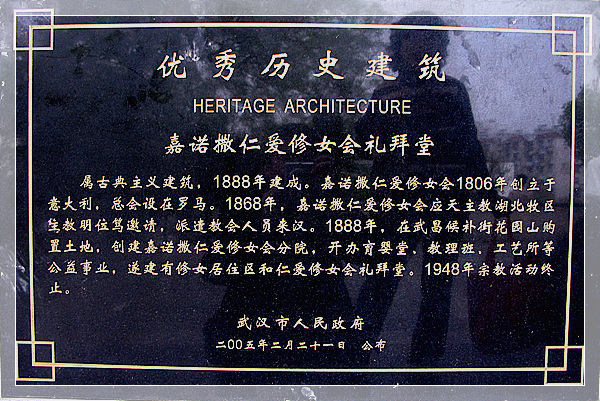 优秀历史建筑
HERITAGE ARCHITECTURE
嘉诺撒仁爱修女会礼拜堂
属古典主义建筑，1888年建成。嘉诺撒仁爱修女会1806年创立于
意大利，总会设在罗马。1868年，嘉诺撒仁爱修女会应天主教湖北牧区
主教明位笃邀请，派遣教会人员来汉。1888年，在武昌候补街花园山购
置土地，创建嘉诺撒仁爱修女会分院，开办育婴堂、教理班、工艺所等
公益事业，遂建有修女居住区和仁爱修女会礼拜堂。1948年宗教活动终
止。
武汉市人民政府
二00五年二月二十一日 公布